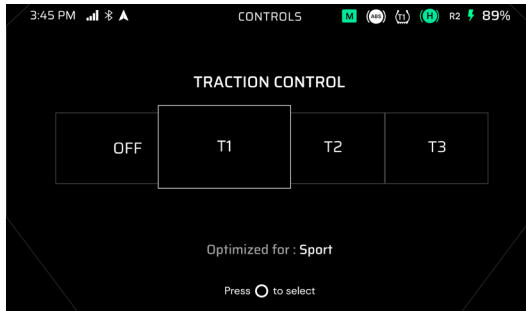 3:45 PM CONTROLS M ABS T1 H R2 89%
TRACTION CONTROL
OFF T1 T2 T3
Optimized for : Sport
Press to select